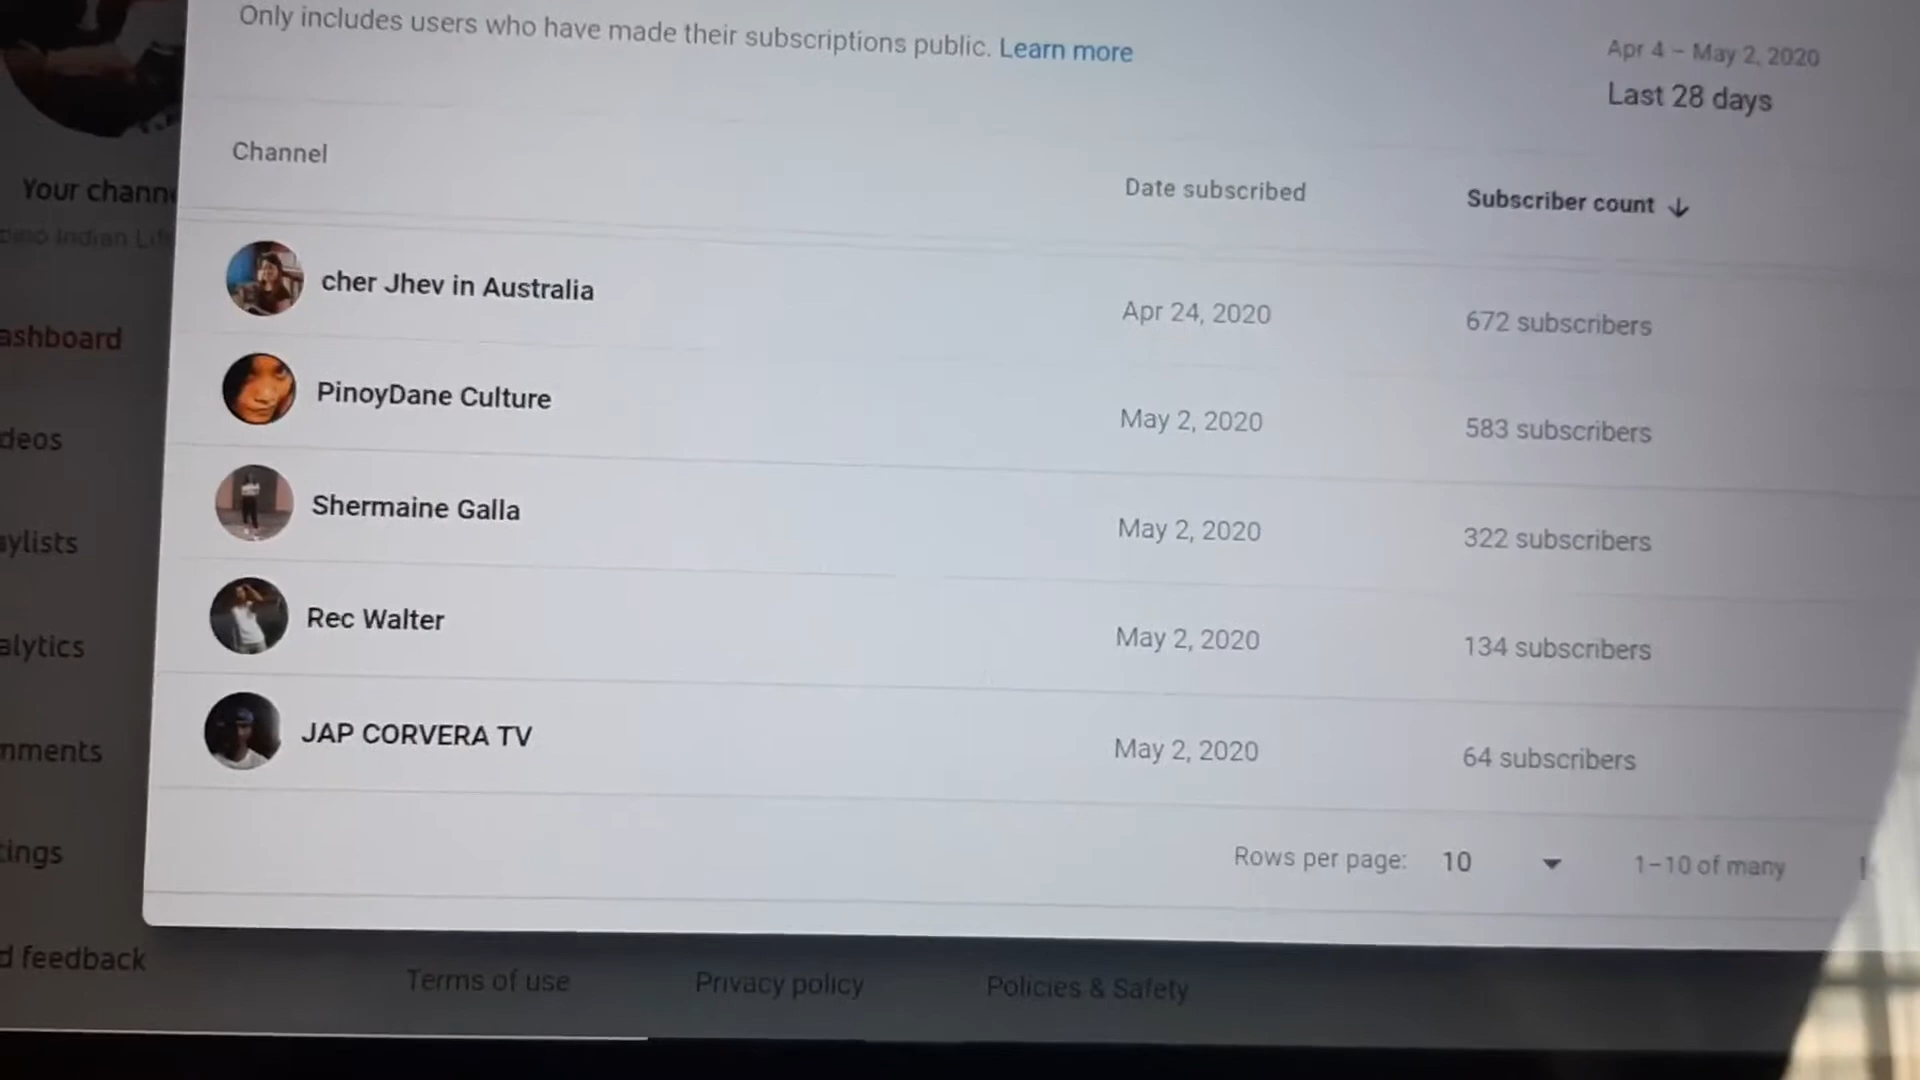 Only includes users who have made their subscriptions public. Learn more
Apr 4 – May 2, 2020
Last 28 days
Channel
Date subscribed
Subscriber count
Your channe
pino Indian Life
ashboard
cher Jhev in Australia
Apr 24, 2020
672 subscribers
PinoyDane Culture
May 2, 2020
583 subscribers
deos
Shermaine Galla
May 2, 2020
322 subscribers
aylists
Rec Walter
May 2, 2020
134 subscribers
alytics
JAP CORVERA TV
May 2, 2020
64 subscribers
nments
tings
Rows per page: 10
1–10 of many
d feedback
Terms of use
Privacy policy
Policies & Safety